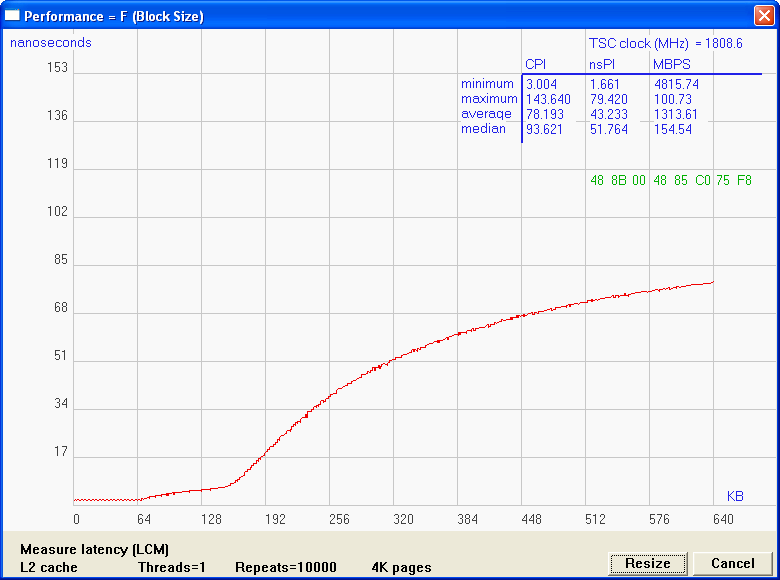 Performance = F (Block Size)
nanoseconds
TSC clock (MHz) = 1808.6
153
136
119
102
85
68
51
34
17
CPI nsPI MBPS
minimum 3.004 1.661 4815.74
maximum 143.640 79.420 100.73
average 78.193 43.233 1313.61
median 93.621 51.764 154.54
48 8B 00 48 85 C0 75 F8
KB
0 64 128 192 256 320 384 448 512 576 640
Measure latency (LCM)
L2 cache Threads=1 Repeats=10000 4K pages
Resize Cancel